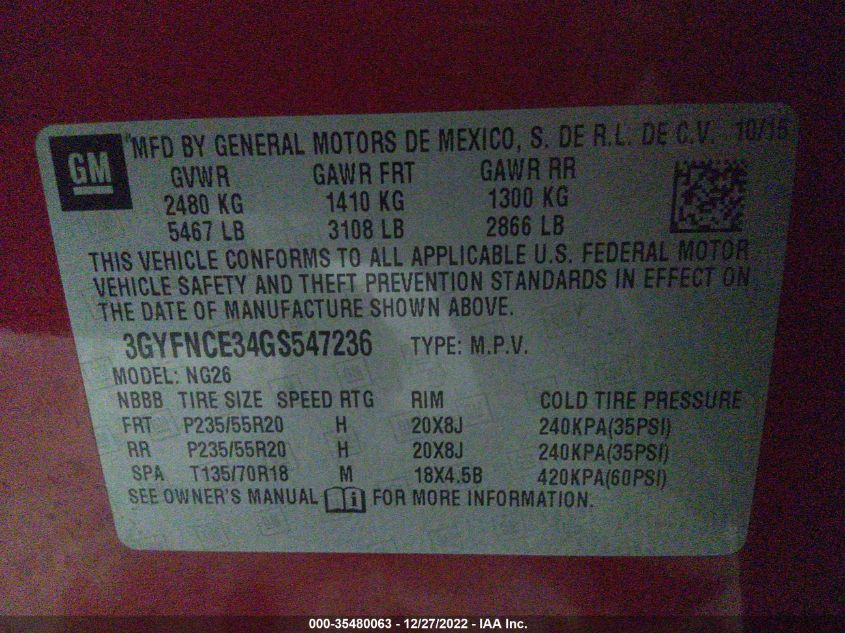 GM
MFD BY GENERAL MOTORS DE MEXICO, S. DE R.L. DE C.V. 10/15
GVWR GAWR FRT GAWR RR
2480 KG 1410 KG 1300 KG
5467 LB 3108 LB 2866 LB
THIS VEHICLE CONFORMS TO ALL APPLICABLE U.S. FEDERAL MOTOR
VEHICLE SAFETY AND THEFT PREVENTION STANDARDS IN EFFECT ON
THE DATE OF MANUFACTURE SHOWN ABOVE.
3GYFNCE34GS547236 TYPE: M.P.V.
MODEL: NG26
NBBB TIRE SIZE SPEED RTG RIM COLD TIRE PRESSURE
FRT P235/55R20 H 20X8J 240KPA(35PSI)
RR P235/55R20 H 20X8J 240KPA(35PSI)
SPA T135/70R18 M 18X4.5B 420KPA(60PSI)
SEE OWNER'S MANUAL FOR MORE INFORMATION.
000-35480063 - 12/27/2022 - IAA Inc.